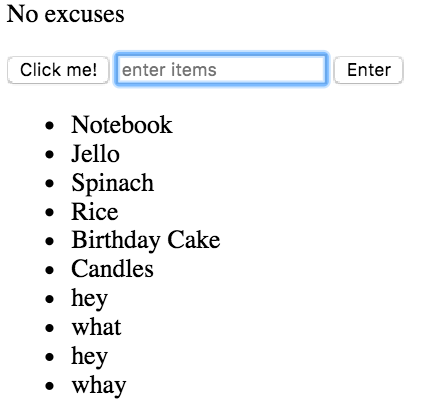 No excuses
Click me! enter items Enter
• Notebook
• Jello
• Spinach
• Rice
• Birthday Cake
• Candles
• hey
• what
• hey
• whay